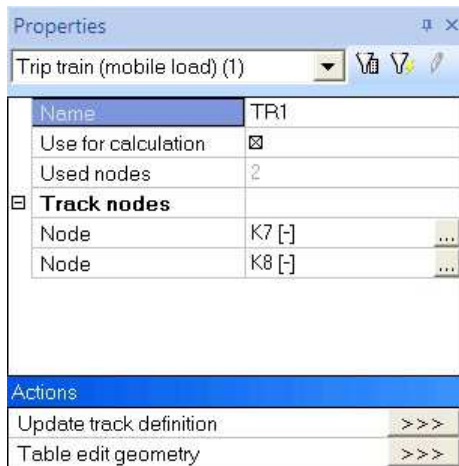 Properties
Trip train (mobile load) (1)
Name TR1
Use for calculation
Used nodes 2
Track nodes
Node K7 [-] ...
Node K8 [-] ...
Actions
Update track definition >>>
Table edit geometry >>>